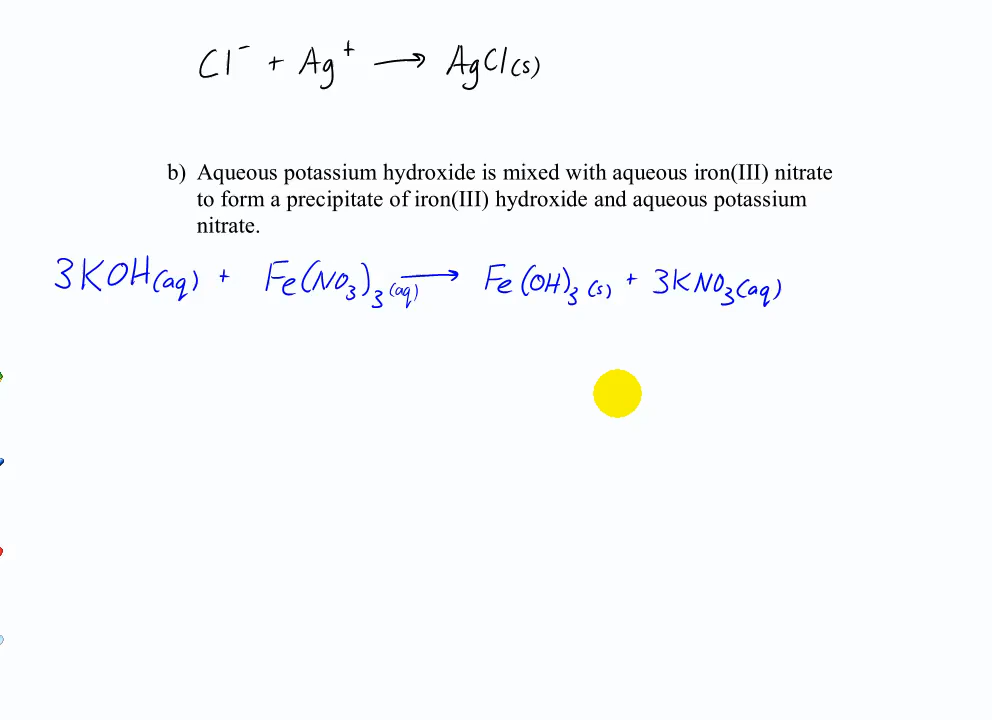 Cl⁻ + Ag⁺ → AgCl(s)
b) Aqueous potassium hydroxide is mixed with aqueous iron(III) nitrate
to form a precipitate of iron(III) hydroxide and aqueous potassium
nitrate.
3KOH(aq) + Fe(NO₃)₃(aq) → Fe(OH)₃(s) + 3KNO₃(aq)